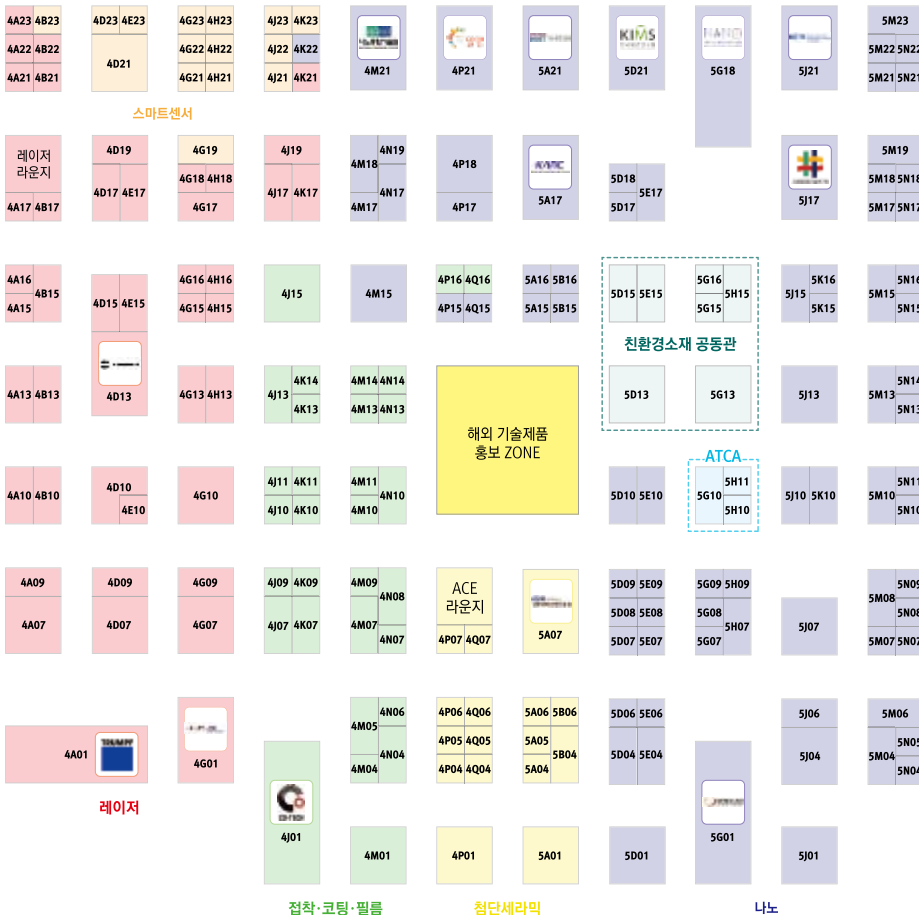 4A23 4B23 4D23 4E23 4G23 4H23 4J23 4K23 5M23
4A22 4B22 4D21 4G22 4H22 4J22 4K22 KIMS 5M22 5N22
4A21 4B21 4G21 4H21 4J21 4K21 4M21 4P21 5A21 5D21 5G18 5J21 5M21 5N21
스마트센서
레이저
라운지
4D19 4G19 4J19 4M18 4N19 4P18 5M19
4D17 4E17 4G18 4H18 4J17 4K17 4N17 5D18 5E17 5M18 5N18
4A17 4B17 4G17 4M17 4P17 5A17 5D17 5J17 5M17 5N17
4A16 4B15 4G16 4H16 4P16 4Q16 5A16 5B16 5G16 5K16 5N16
4D15 4E15 4J15 4M15 5D15 5E15 5H15 5J15 5M15
4A15 4G15 4H15 4P15 4Q15 5A15 5B15 5G15 5K15 5N15
친환경소재 공동관
4K14 4M14 4N14 5N14
4A13 4B13 4D13 4G13 4H13 4J13 5D13 5G13 5J13 5M13
4K13 4M13 4N13 5N13
해외 기술제품
홍보 ZONE
ATCA
4D10 4J11 4K11 4M11 5H11 5N11
4A10 4B10 4G10 4N10 5D10 5E10 5G10 5J10 5K10 5M10
4E10 4J10 4K10 4M10 5H10 5N10
4A09 4D09 4G09 4J09 4K09 4M09 5D09 5E09 5G09 5H09 5N09
ACE
라운지
4N08 5D08 5E08 5G08 5M08 5N08
4A07 4D07 4G07 4J07 4K07 4M07 4N07 4P07 4Q07 5A07 5D07 5E07 5G07 5H07 5J07 5M07 5N07
4N06 4P06 4Q06 5A06 5B06 5D06 5E06 5J06 5M06
4M05 4P05 4Q05 5A05 5N05
4A01 TRUMPF 4G01 4M04 4N04 4P04 4Q04 5A04 5B04 5D04 5E04 5J04 5M04 5N04
레이저
4J01 4M01 4P01 5A01 5D01 5G01 5J01
접착·코팅·필름 첨단세라믹 나노